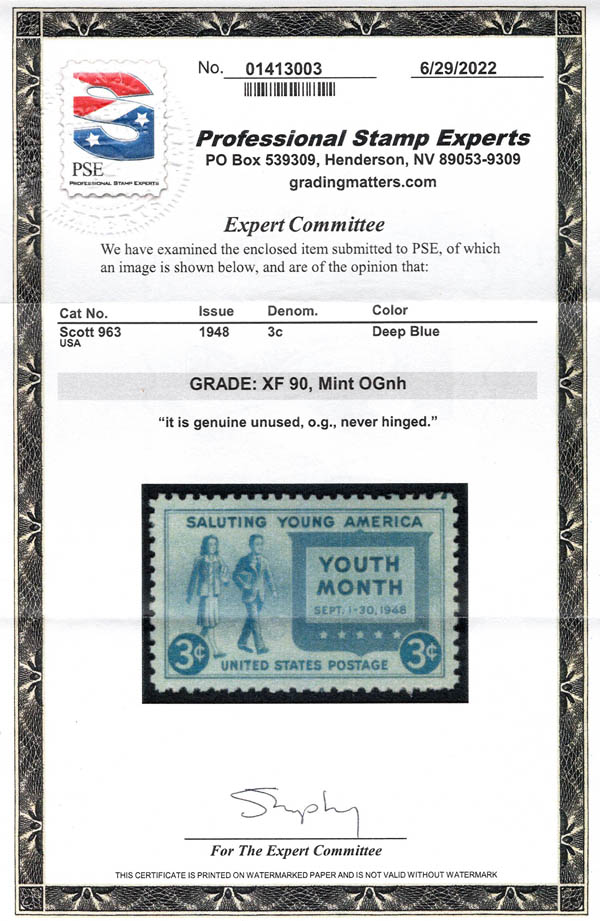 No. 01413003 6/29/2022
PSE
PROFESSIONAL STAMP EXPERTS
Professional Stamp Experts
PO Box 539309, Henderson, NV 89053-9309
gradingmatters.com
Expert Committee
We have examined the enclosed item submitted to PSE, of which
an image is shown below, and are of the opinion that:
Cat No. Issue Denom. Color
Scott 963 1948 3c Deep Blue
USA
GRADE: XF 90, Mint OGnh
“it is genuine unused, o.g., never hinged.”
SALUTING YOUNG AMERICA
YOUTH
MONTH
SEPT. 1-30, 1948
3¢ 3¢
UNITED STATES POSTAGE
For The Expert Committee
THIS CERTIFICATE IS PRINTED ON WATERMARKED PAPER AND IS NOT VALID WITHOUT WATERMARK